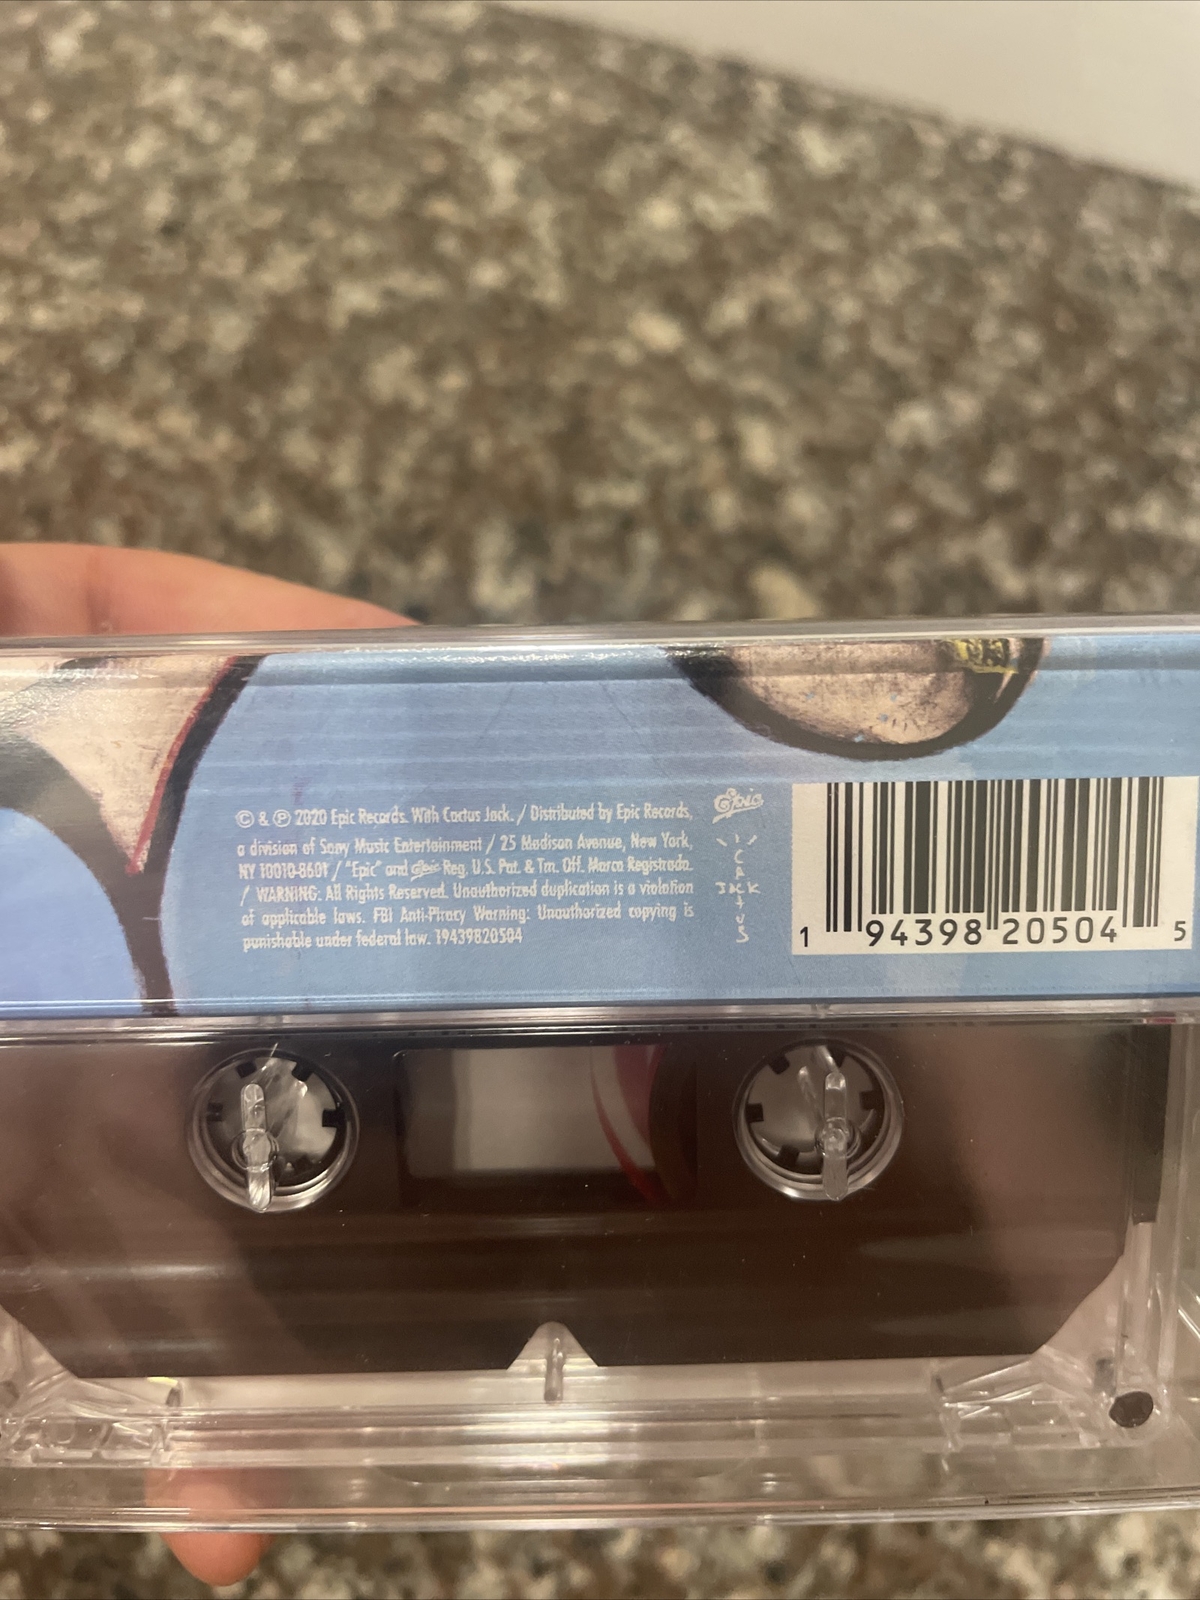 © & ℗ 2020 Epic Records. With Cactus Jack. / Distributed by Epic Records,
a division of Sony Music Entertainment / 25 Madison Avenue, New York,
NY 10010-8601 / "Epic" and Epic Reg. U.S. Pat. & Tm. Off. Marca Registrada.
/ WARNING: All Rights Reserved. Unauthorized duplication is a violation
of applicable laws. FBI Anti-Piracy Warning: Unauthorized copying is
punishable under federal law. 19439820504
Epic
CACTUS
JACK
1 94398 20504 5